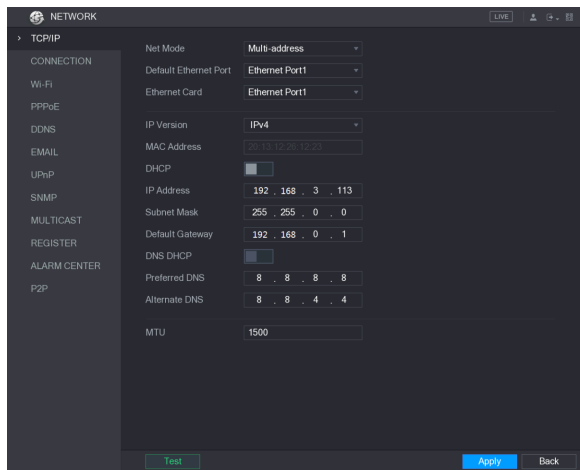 NETWORK
LIVE
TCP/IP
CONNECTION
Wi-Fi
PPPoE
DDNS
EMAIL
UPnP
SNMP
MULTICAST
REGISTER
ALARM CENTER
P2P
Net Mode Multi-address
Default Ethernet Port Ethernet Port1
Ethernet Card Ethernet Port1
IP Version IPv4
MAC Address
DHCP
IP Address 192 . 168 . 3 . 113
Subnet Mask 255 . 255 . 0 . 0
Default Gateway 192 . 168 . 0 . 1
DNS DHCP
Preferred DNS 8 . 8 . 8 . 8
Alternate DNS 8 . 8 . 4 . 4
MTU 1500
Test Apply Back